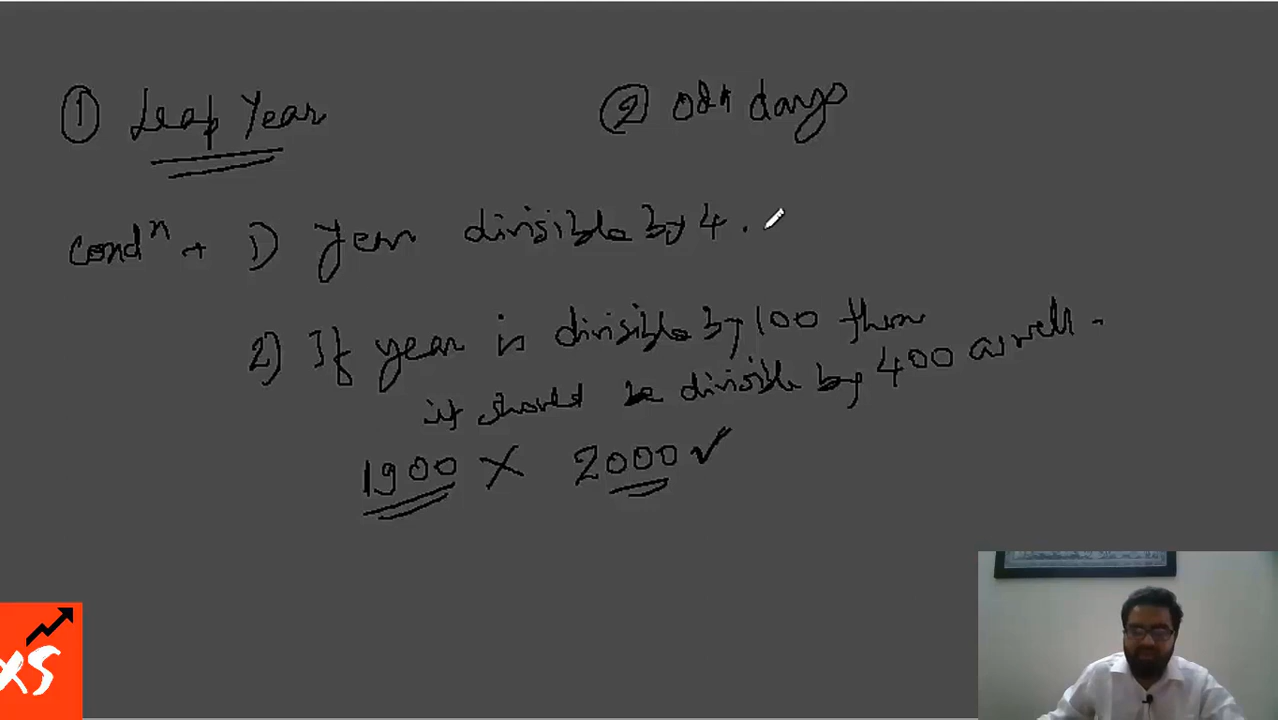 ① Leap Year
② Odd days
Condⁿ → 1) Year divisible by 4.
2) If year is divisible by 100 then
it should be divisible by 400 as well.
1900 ✗ 2000 ✓
XS